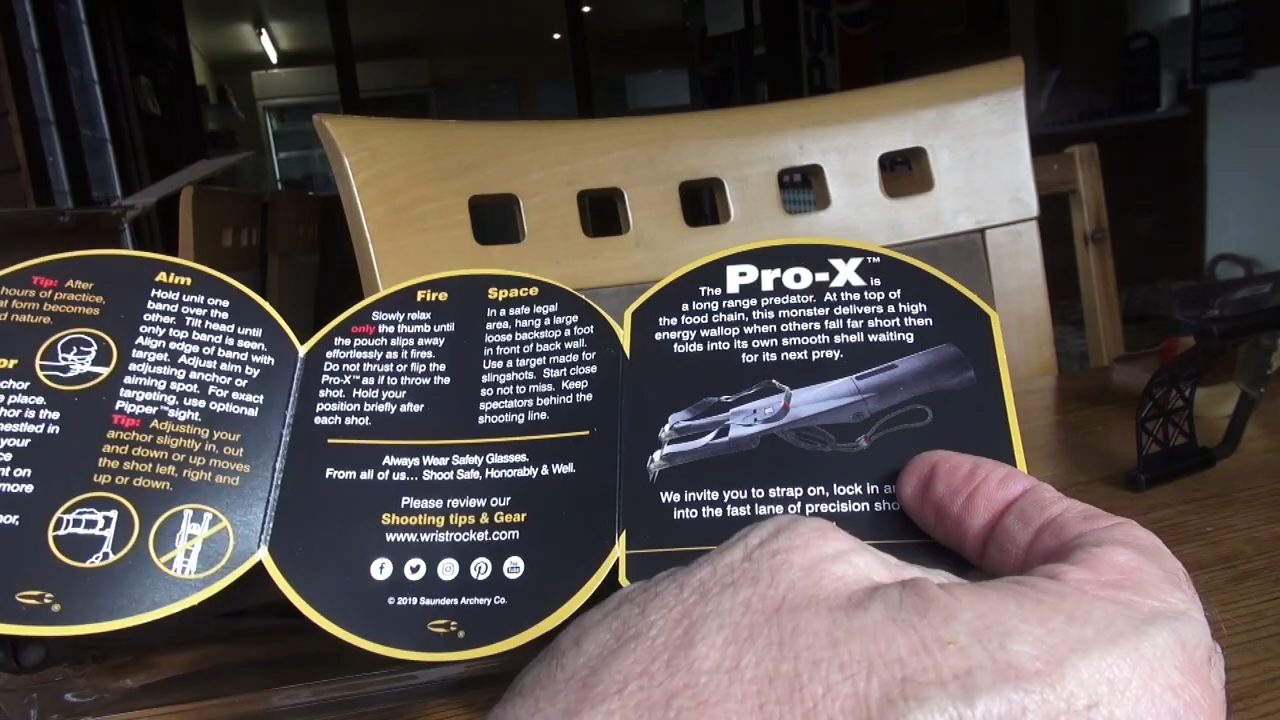 Tip: After
hours of practice,
at form becomes
d nature.
or
chor
e place.
hor is the
nestled in
your
ce
nt on
more
or,
Aim
Hold unit one
band over the
other. Tilt head until
only top band is seen.
Align edge of band with
target. Adjust aim by
adjusting anchor or
aiming spot. For exact
targeting, use optional
Pipper™ sight.
Tip: Adjusting your
anchor slightly in, out
and down or up moves
the shot left, right and
up or down.
®
Fire
Slowly relax
only the thumb until
the pouch slips away
effortlessly as it fires.
Do not thrust or flip the
Pro-X™ as if to throw the
shot. Hold your
position briefly after
each shot.
Space
In a safe legal
area, hang a large
loose backstop a foot
in front of back wall.
Use a target made for
slingshots. Start close
so not to miss. Keep
spectators behind the
shooting line.
Always Wear Safety Glasses.
From all of us... Shoot Safe, Honorably & Well.
Please review our
Shooting tips & Gear
www.wristrocket.com
© 2019 Saunders Archery Co.
®
The Pro-X™ is
a long range predator. At the top of
the food chain, this monster delivers a high
energy wallop when others fall far short then
folds into its own smooth shell waiting
for its next prey.
We invite you to strap on, lock in a
into the fast lane of precision sho